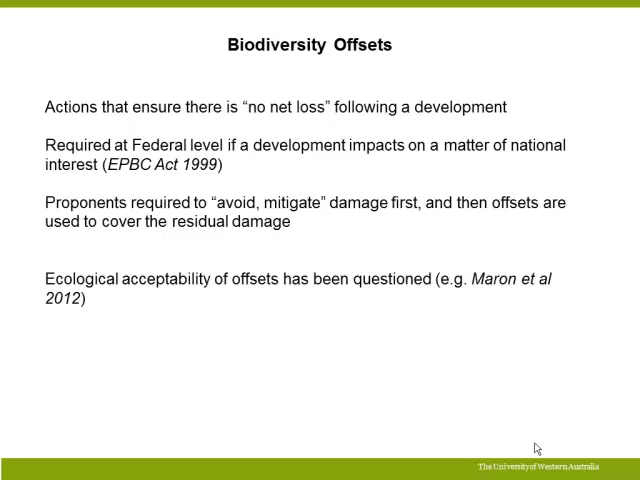 Biodiversity Offsets
Actions that ensure there is “no net loss” following a development
Required at Federal level if a development impacts on a matter of national
interest (EPBC Act 1999)
Proponents required to “avoid, mitigate” damage first, and then offsets are
used to cover the residual damage
Ecological acceptability of offsets has been questioned (e.g. Maron et al
2012)
The University of Western Australia